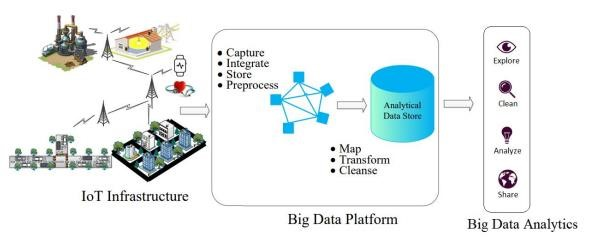 • Capture
• Integrate
• Store
• Preprocess
Analytical
Data Store
• Map
• Transform
• Cleanse
Explore
Clean
Analyze
Share
IoT Infrastructure
Big Data Platform
Big Data Analytics